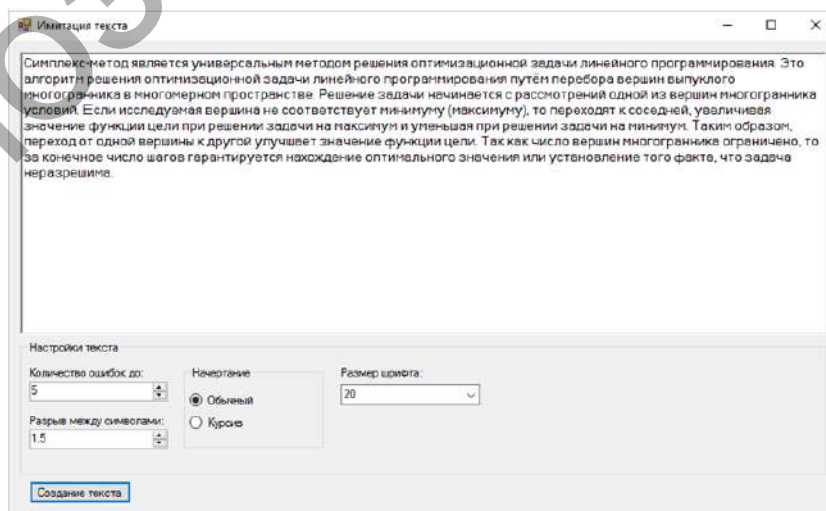 Имитация текста
Симплекс-метод является универсальным методом решения оптимизационной задачи линейного программирования. Это
алгоритм решения оптимизационной задачи линейного программирования путём перебора вершин выпуклого
многогранника в многомерном пространстве. Решение задачи начинается с рассмотрений одной из вершин многогранника
условий. Если исследуемая вершина не соответствует минимуму (максимуму), то переходят к соседней, увеличивая
значение функции цели при решении задачи на максимум и уменьшая при решении задачи на минимум. Таким образом,
переход от одной вершины к другой улучшает значение функции цели. Так как число вершин многогранника ограничено, то
за конечное число шагов гарантируется нахождение оптимального значения или установление того факта, что задача
неразрешима.
Настройки текста
Количество ошибок до:
5
Разрыв между символами:
1.5
Начертание
Обычный
Курсив
Размер шрифта:
20
Создание текста